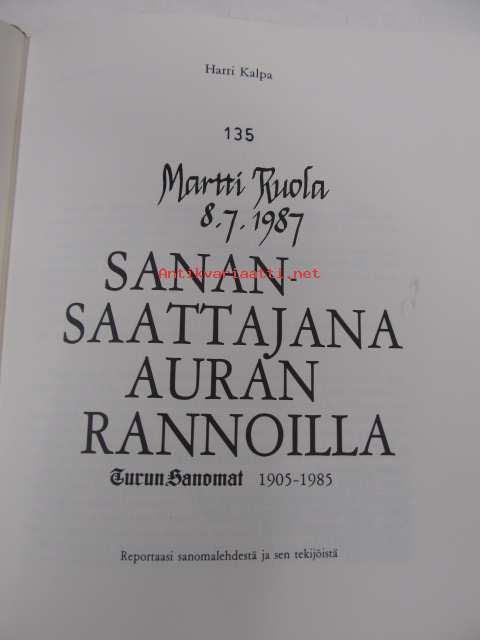 Harri Kalpa
135
Martti Ruola
8.7.1987
SANAN-
Antikvariaatti.net
SAATTAJANA
AURAN
RANNOILLA
Turun Sanomat 1905-1985
Reportaasi sanomalehdestä ja sen tekijöistä